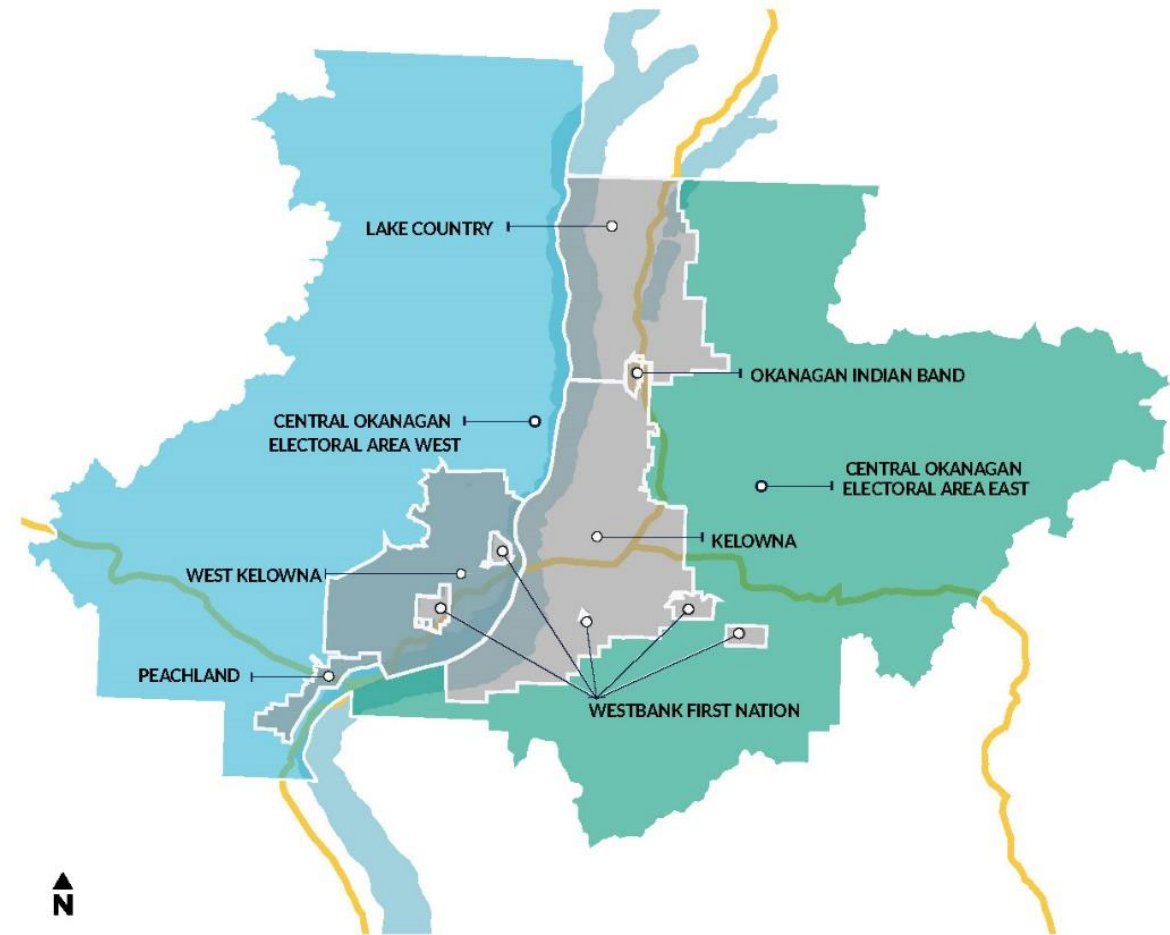 LAKE COUNTRY
OKANAGAN INDIAN BAND
CENTRAL OKANAGAN
ELECTORAL AREA WEST
CENTRAL OKANAGAN
ELECTORAL AREA EAST
KELOWNA
WEST KELOWNA
PEACHLAND
WESTBANK FIRST NATION
N